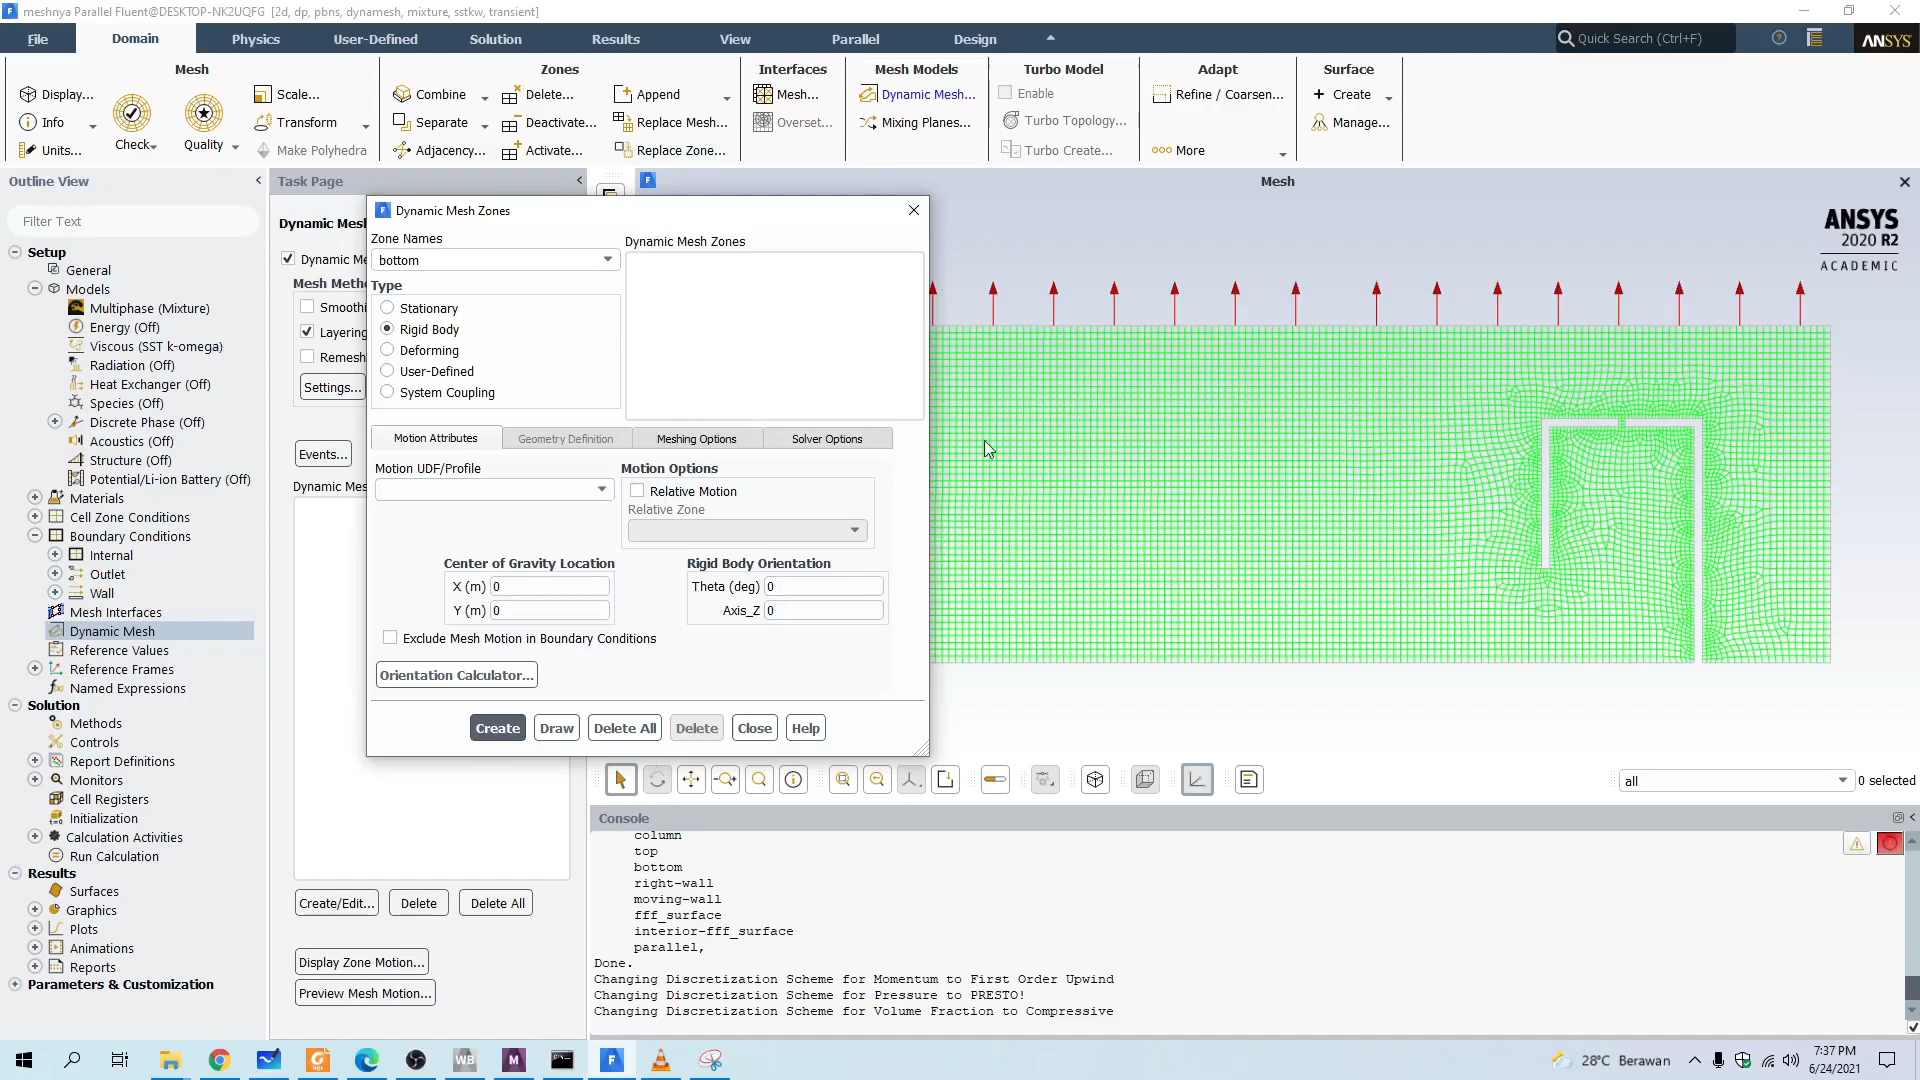 meshnya Parallel Fluent@DESKTOP-NK2UQFG [2d, dp, pbns, dynamesh, mixture, sstkw, transient]
File
Domain
Physics
User-Defined
Solution
Results
View
Parallel
Design
Quick Search (Ctrl+F)
ANSYS
Mesh
Display...
Info
Units...
Check
Quality
Scale...
Transform
Make Polyhedra
Zones
Combine
Separate
Adjacency...
Delete...
Deactivate...
Activate...
Append
Replace Mesh...
Replace Zone...
Interfaces
Mesh...
Overset...
Mesh Models
Dynamic Mesh...
Mixing Planes...
Turbo Model
Enable
Turbo Topology...
Turbo Create...
Adapt
Refine / Coarsen...
More
Surface
Create
Manage...
Outline View
Filter Text
Setup
General
Models
Multiphase (Mixture)
Energy (Off)
Viscous (SST k-omega)
Radiation (Off)
Heat Exchanger (Off)
Species (Off)
Discrete Phase (Off)
Acoustics (Off)
Structure (Off)
Potential/Li-ion Battery (Off)
Materials
Cell Zone Conditions
Boundary Conditions
Internal
Outlet
Wall
Mesh Interfaces
Dynamic Mesh
Reference Values
Reference Frames
Named Expressions
Solution
Methods
Controls
Report Definitions
Monitors
Cell Registers
Initialization
Calculation Activities
Run Calculation
Results
Surfaces
Graphics
Plots
Animations
Reports
Parameters & Customization
Task Page
Dynamic Mesh
Dynamic Me
Mesh Meth
Smoothi
Layering
Remesh
Settings...
Events...
Dynamic Mes
Create/Edit...
Delete
Delete All
Display Zone Motion...
Preview Mesh Motion...
Dynamic Mesh Zones
Zone Names
bottom
Type
Stationary
Rigid Body
Deforming
User-Defined
System Coupling
Dynamic Mesh Zones
Motion Attributes
Geometry Definition
Meshing Options
Solver Options
Motion UDF/Profile
Motion Options
Relative Motion
Relative Zone
Center of Gravity Location
X (m) 0
Y (m) 0
Rigid Body Orientation
Theta (deg) 0
Axis_Z 0
Exclude Mesh Motion in Boundary Conditions
Orientation Calculator...
Create
Draw
Delete All
Delete
Close
Help
Mesh
ANSYS
2020 R2
ACADEMIC
all
0 selected
Console
column
top
bottom
right-wall
moving-wall
fff_surface
interior-fff_surface
parallel,
Done.
Changing Discretization Scheme for Momentum to First Order Upwind
Changing Discretization Scheme for Pressure to PRESTO!
Changing Discretization Scheme for Volume Fraction to Compressive
WB
M
28°C Berawan
7:37 PM
6/24/2021